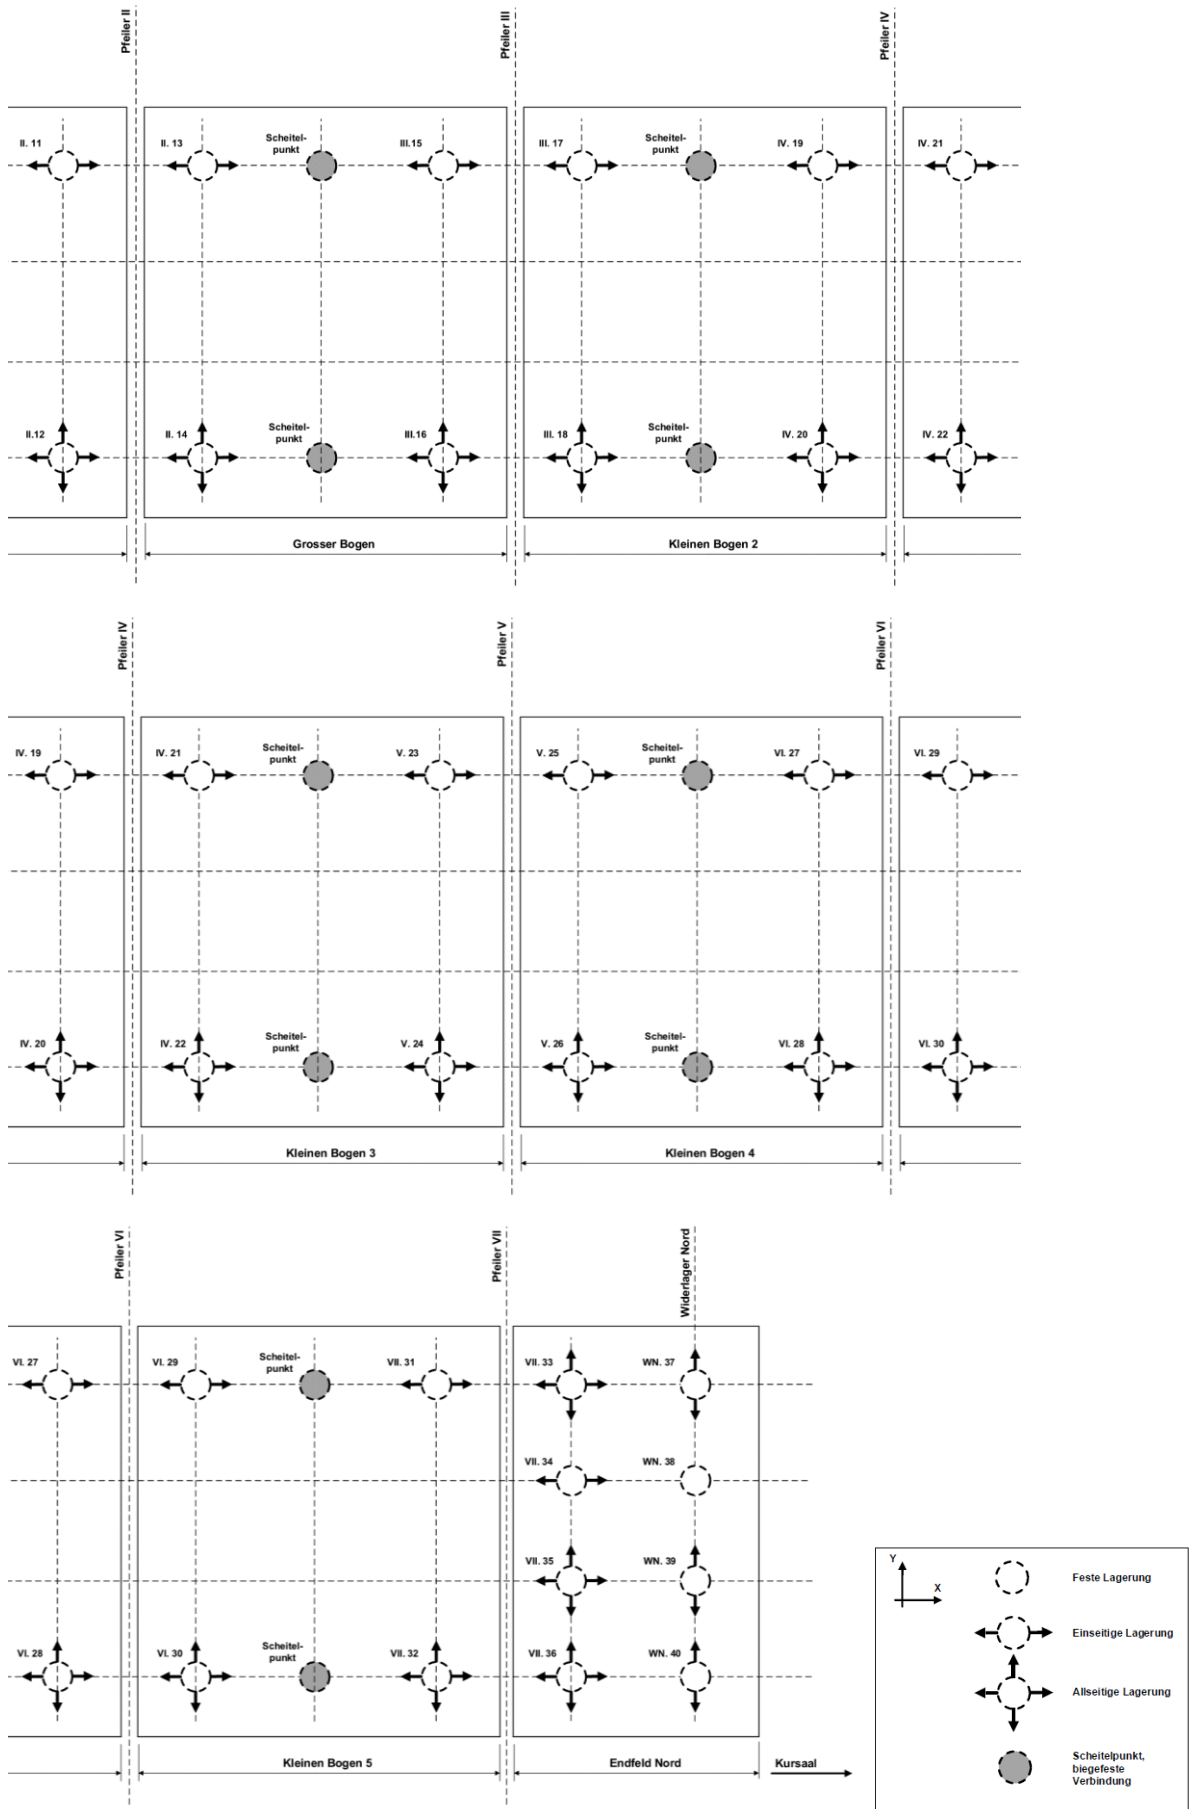 Pfeiler II
Pfeiler III
Pfeiler IV
II. 11
II. 13
Scheitel-
punkt
III.15
III. 17
Scheitel-
punkt
IV. 19
IV. 21
II.12
II. 14
Scheitel-
punkt
III.16
III. 18
Scheitel-
punkt
IV. 20
IV. 22
Grosser Bogen
Kleinen Bogen 2
Pfeiler IV
Pfeiler V
Pfeiler VI
IV. 19
IV. 21
Scheitel-
punkt
V. 23
V. 25
Scheitel-
punkt
VI. 27
VI. 29
IV. 20
IV. 22
Scheitel-
punkt
V. 24
V. 26
Scheitel-
punkt
VI. 28
VI. 30
Kleinen Bogen 3
Kleinen Bogen 4
Pfeiler VI
Pfeiler VII
Widerlager Nord
VI. 27
VI. 29
Scheitel-
punkt
VII. 31
VII. 33
WN. 37
VII. 34
WN. 38
VII. 35
WN. 39
VI. 28
VI. 30
Scheitel-
punkt
VII. 32
VII. 36
WN. 40
Kleinen Bogen 5
Endfeld Nord
Kursaal
Y
X
Feste Lagerung
Einseitige Lagerung
Allseitige Lagerung
Scheitelpunkt,
biegefeste
Verbindung